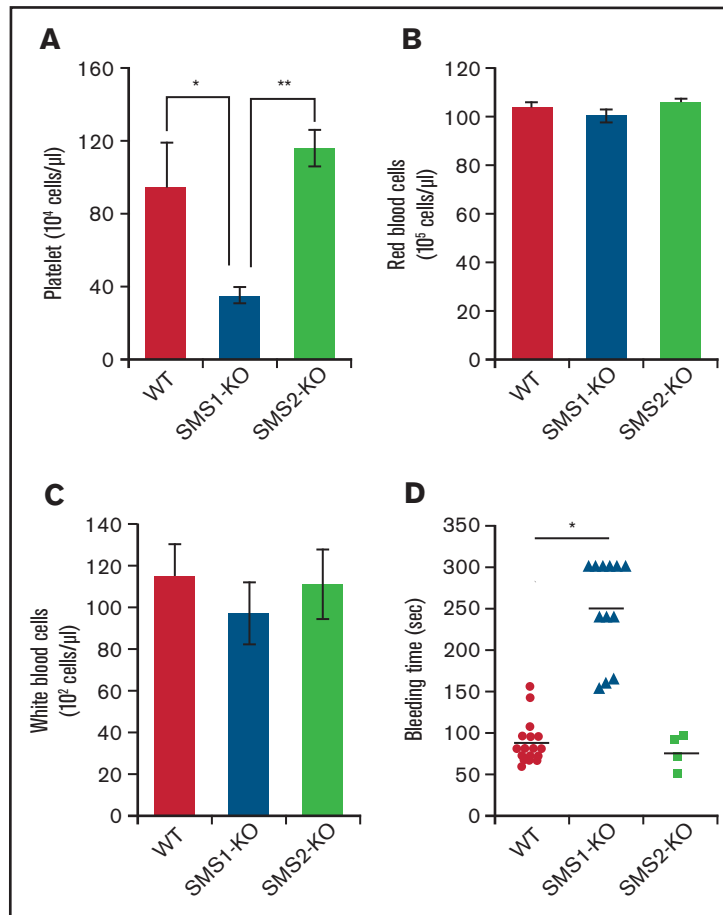 A
Platelet (10⁴ cells/µl)
160
120
80
40
0
*
**
WT
SMS1-KO
SMS2-KO
B
Red blood cells
(10⁵ cells/µl)
120
100
80
60
40
20
0
WT
SMS1-KO
SMS2-KO
C
White blood cells
(10² cells/µl)
140
120
100
80
60
40
20
0
WT
SMS1-KO
SMS2-KO
D
Bleeding time (sec)
350
300
250
200
150
100
50
0
*
WT
SMS1-KO
SMS2-KO